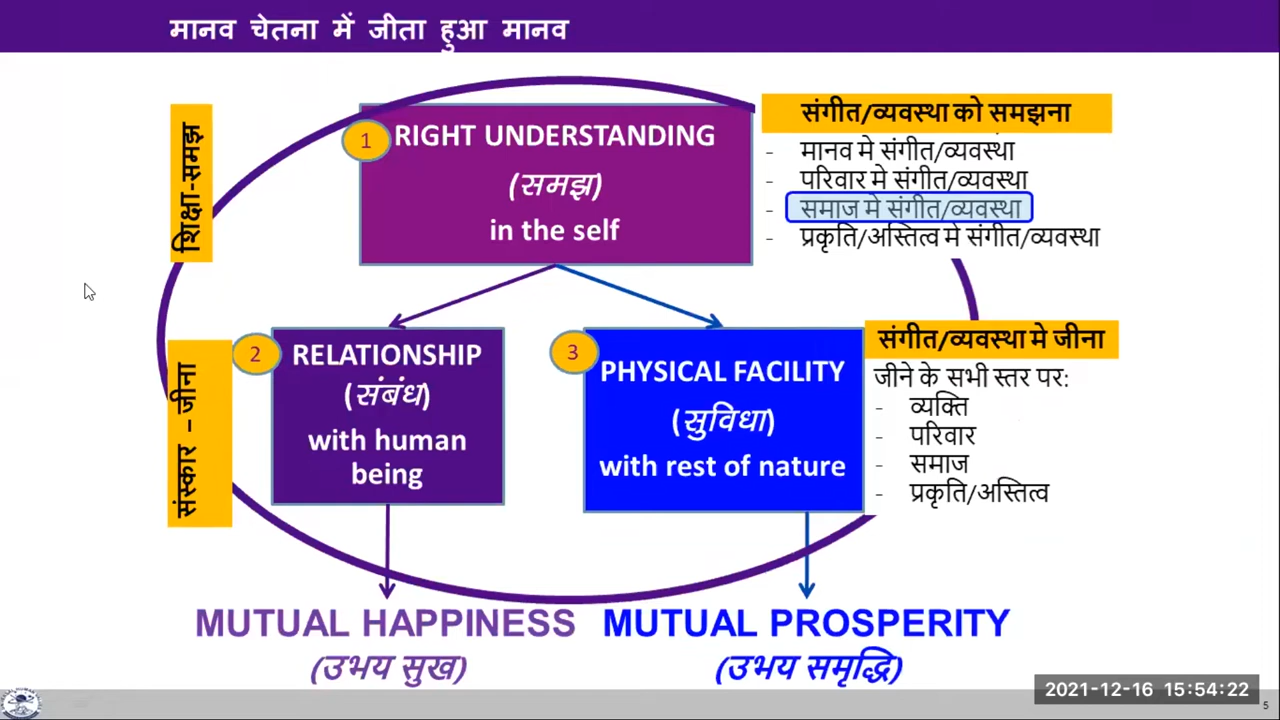 मानव चेतना में जीता हुआ मानव
शिक्षा-समझ
1
RIGHT UNDERSTANDING
(समझ)
in the self
संगीत/व्यवस्था को समझना
- मानव मे संगीत/व्यवस्था
- परिवार मे संगीत/व्यवस्था
- समाज मे संगीत/व्यवस्था
- प्रकृति/अस्तित्व मे संगीत/व्यवस्था
संस्कार – जीना
2
RELATIONSHIP
(संबंध)
with human
being
3
PHYSICAL FACILITY
(सुविधा)
with rest of nature
संगीत/व्यवस्था मे जीना
जीने के सभी स्तर पर:
- व्यक्ति
- परिवार
- समाज
- प्रकृति/अस्तित्व
MUTUAL HAPPINESS
(उभय सुख)
MUTUAL PROSPERITY
(उभय समृद्धि)
2021-12-16 15:54:22
5